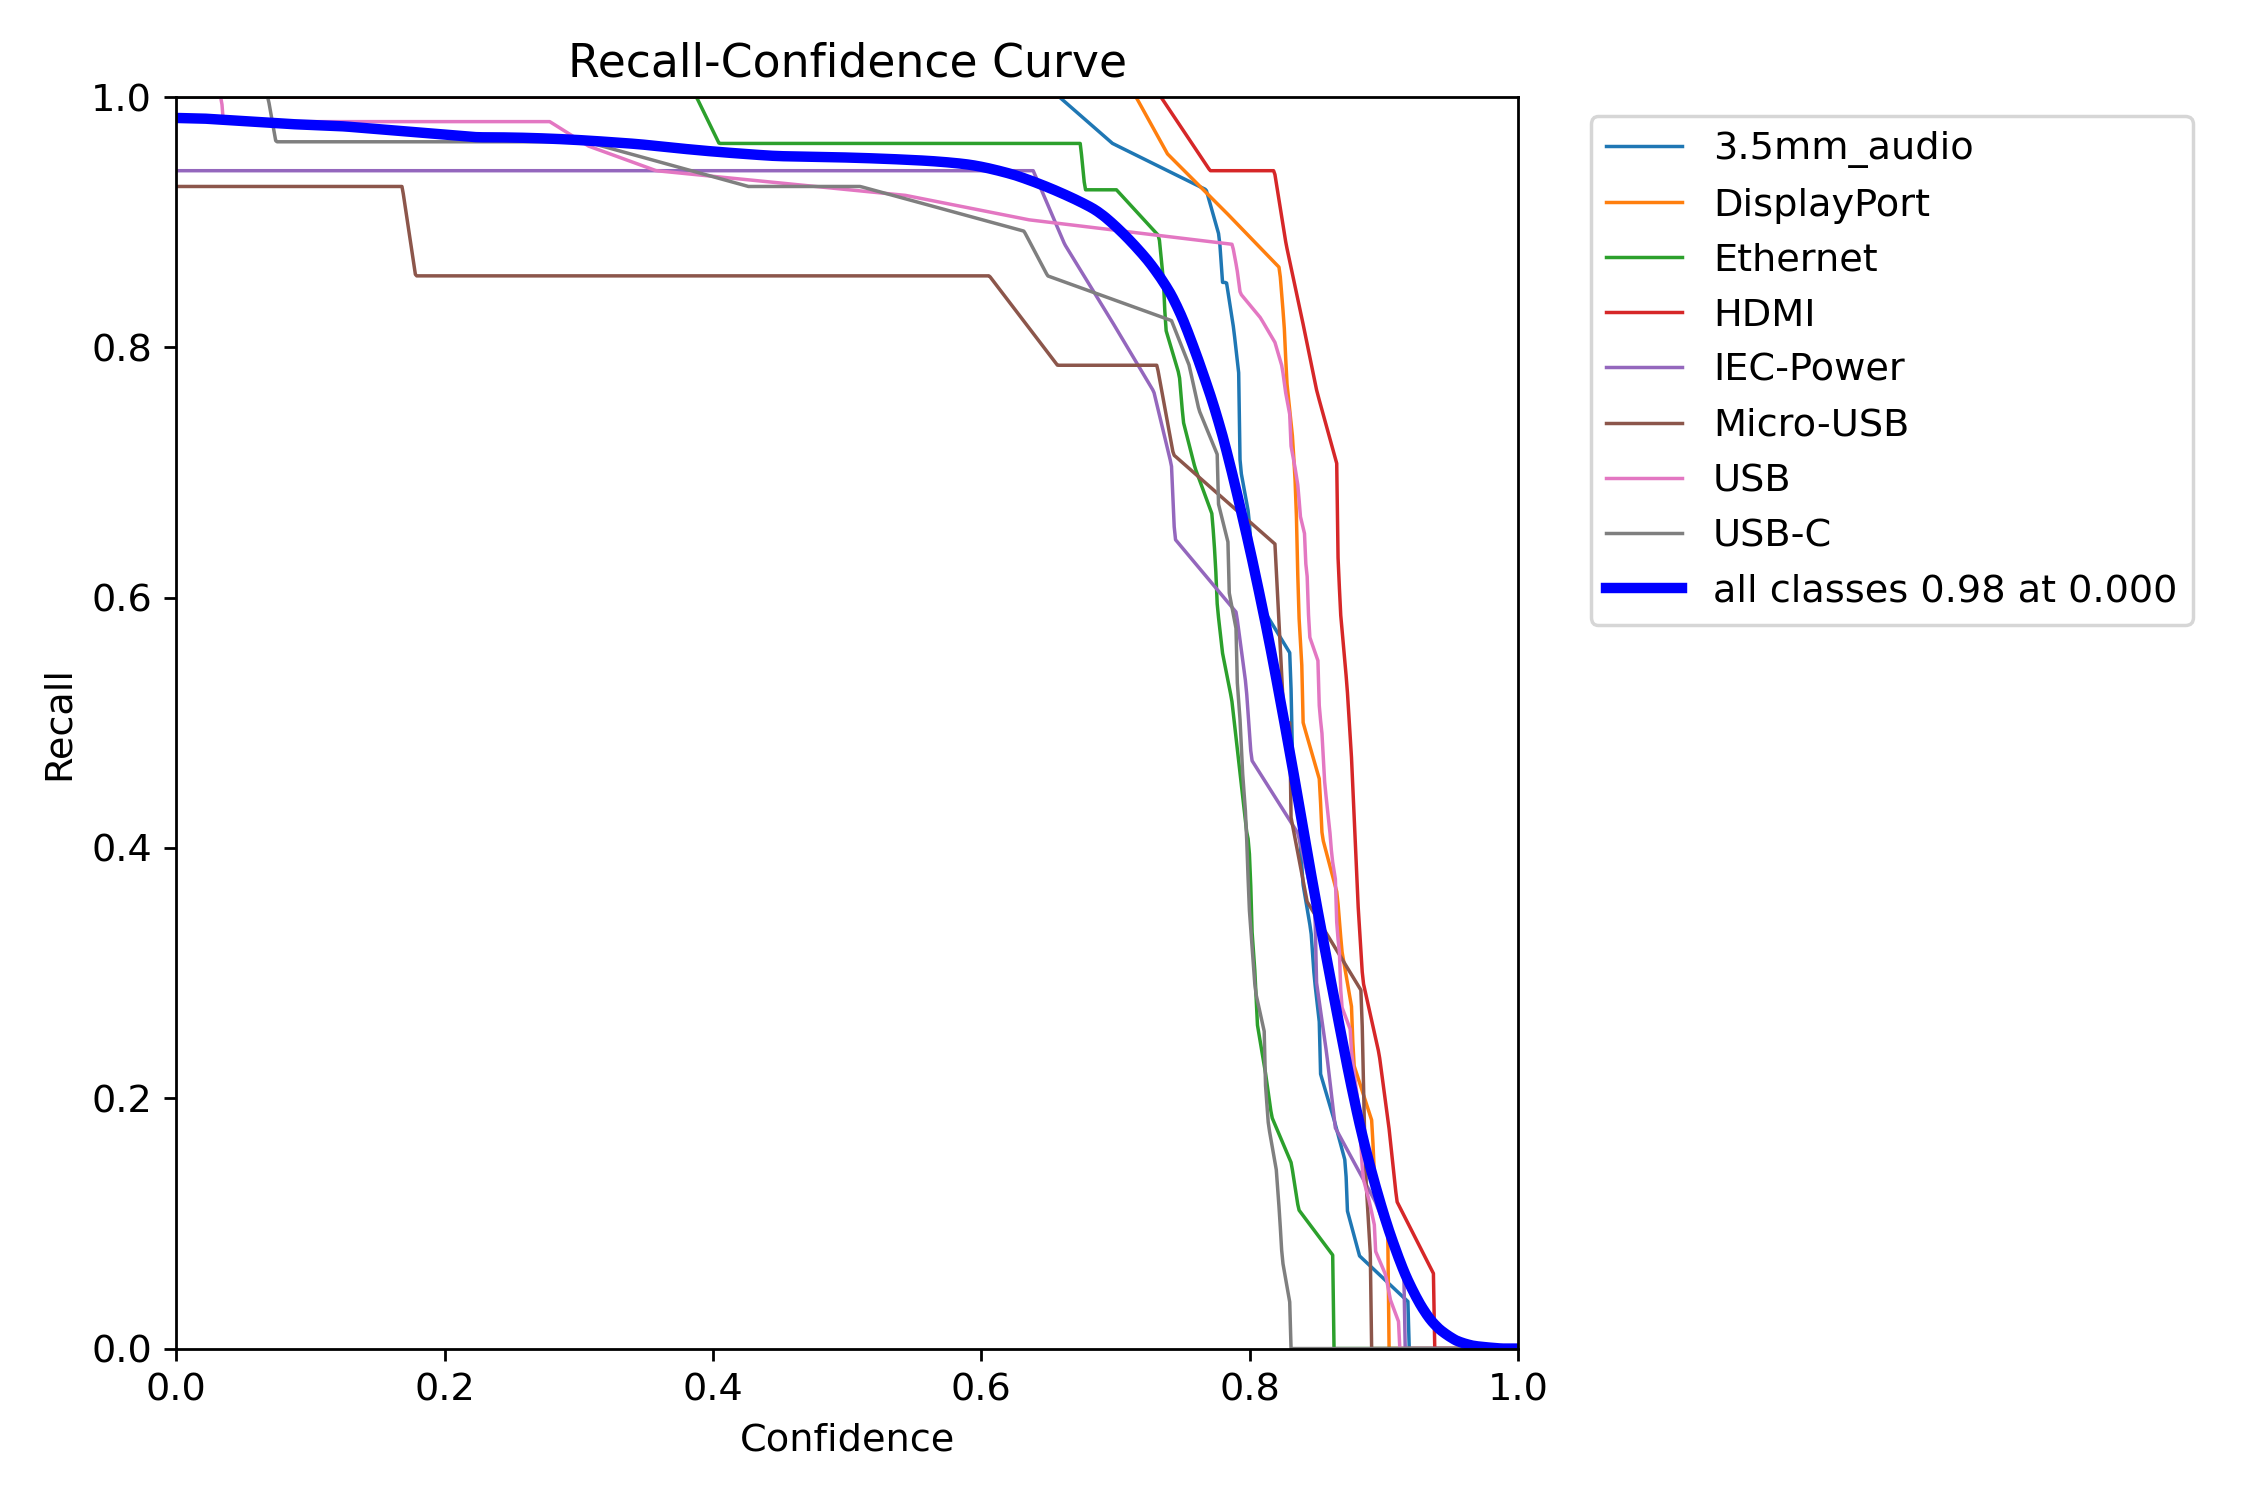 Recall-Confidence Curve
1.0
0.8
0.6
0.4
0.2
0.0
Recall
0.0 0.2 0.4 0.6 0.8 1.0
Confidence
3.5mm_audio
DisplayPort
Ethernet
HDMI
IEC-Power
Micro-USB
USB
USB-C
all classes 0.98 at 0.000